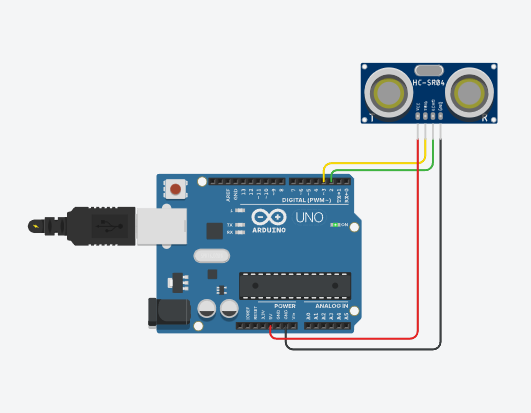 HC-SR04
VCC TRIG ECHO GND
T R
AREF GND 13 12 ~11 ~10 ~9 8 7 ~6 ~5 4 ~3 2 TX→1 RX←0
DIGITAL (PWM~)
L
TX
RX
UNO
ARDUINO
ON
POWER ANALOG IN
IOREF RESET 3.3V 5V GND GND Vin A0 A1 A2 A3 A4 A5